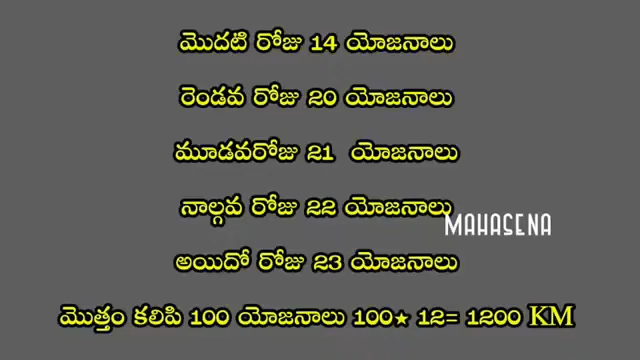 మొదటి రోజు 14 యోజనాలు
రెండవ రోజు 20 యోజనాలు
మూడవరోజు 21 యోజనాలు
నాల్గవ రోజు 22 యోజనాలు
MAHASENA
అయిదో రోజు 23 యోజనాలు
మొత్తం కలిపి 100 యోజనాలు 100★ 12= 1200 KM